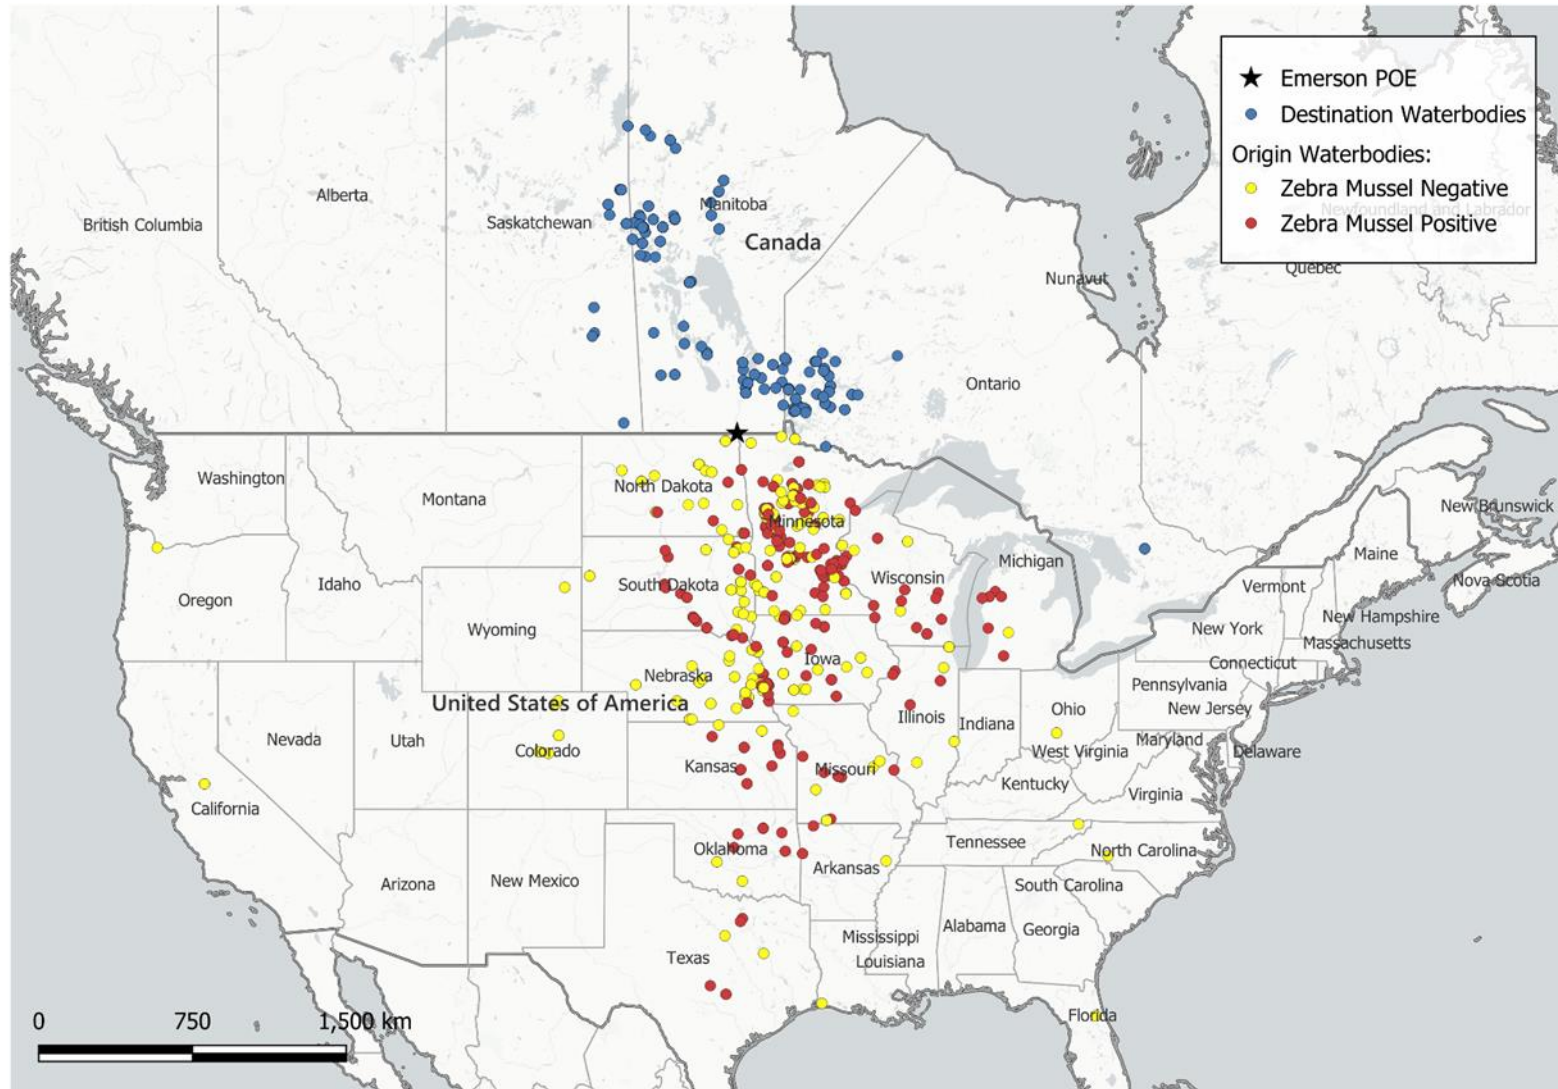 Emerson POE
Destination Waterbodies
Origin Waterbodies:
Zebra Mussel Negative
Newfoundland and Labrador
Zebra Mussel Positive
Alberta
Manitoba
British Columbia
Saskatchewan
Canada
Quebec
Nunavut
Ontario
Washington
North Dakota
Montana
New Brunswick
Minnesota
Maine
Michigan
Wisconsin
Idaho
South Dakota
Vermont
Nova Scotia
Oregon
New Hampshire
Wyoming
New York
Massachusetts
Iowa
Connecticut
Nebraska
Pennsylvania
United States of America
New Jersey
Ohio
Illinois
Indiana
Nevada
Utah
Colorado
West Virginia
Maryland
Delaware
Kansas
Missouri
Kentucky
Virginia
California
Oklahoma
Tennessee
North Carolina
Arkansas
Arizona
New Mexico
South Carolina
Alabama
Georgia
Mississippi
Texas
Louisiana
Florida
0 750 1,500 km